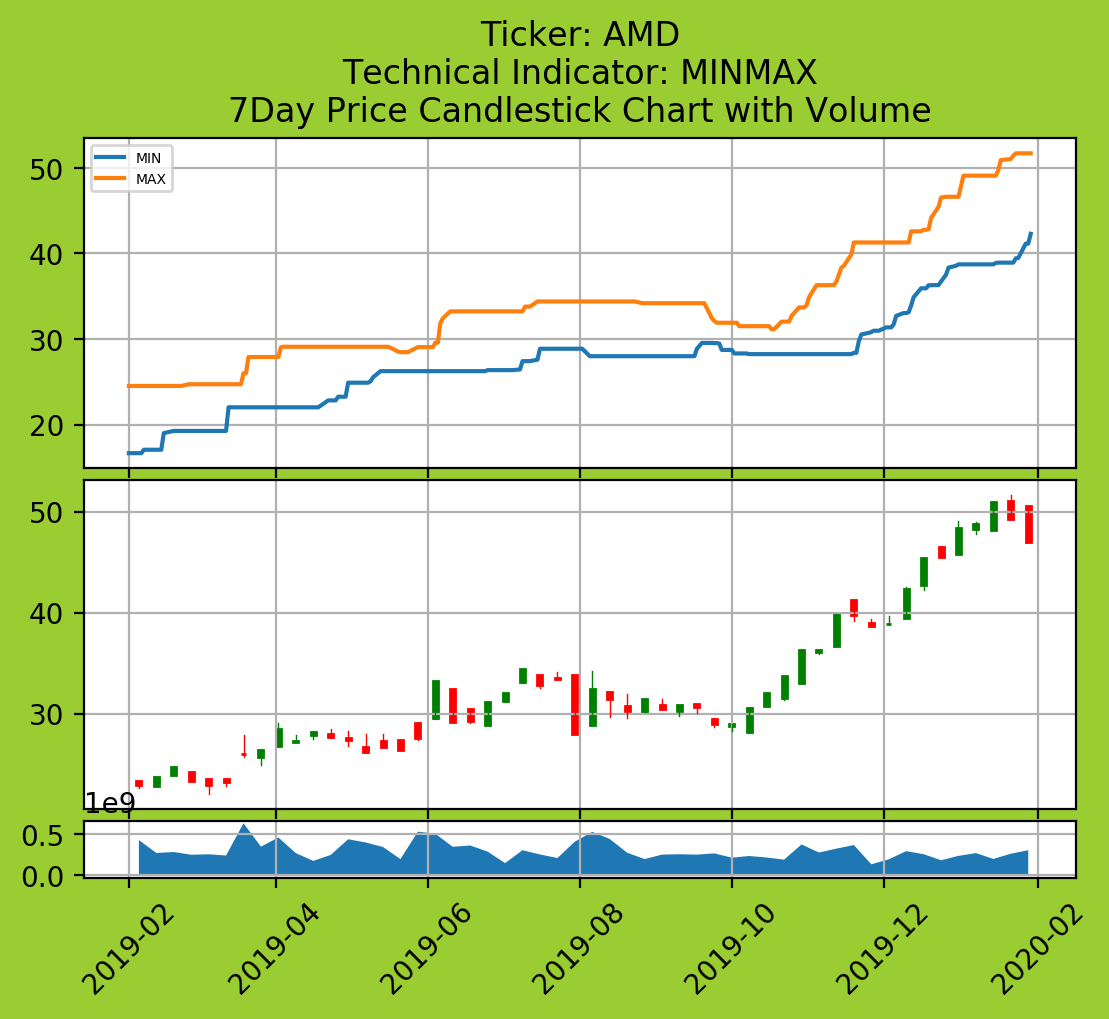 Ticker: AMD
Technical Indicator: MINMAX
7Day Price Candlestick Chart with Volume
MIN
MAX
50
40
30
20
50
40
30
1e9
0.5
0.0
2019-02
2019-04
2019-06
2019-08
2019-10
2019-12
2020-02